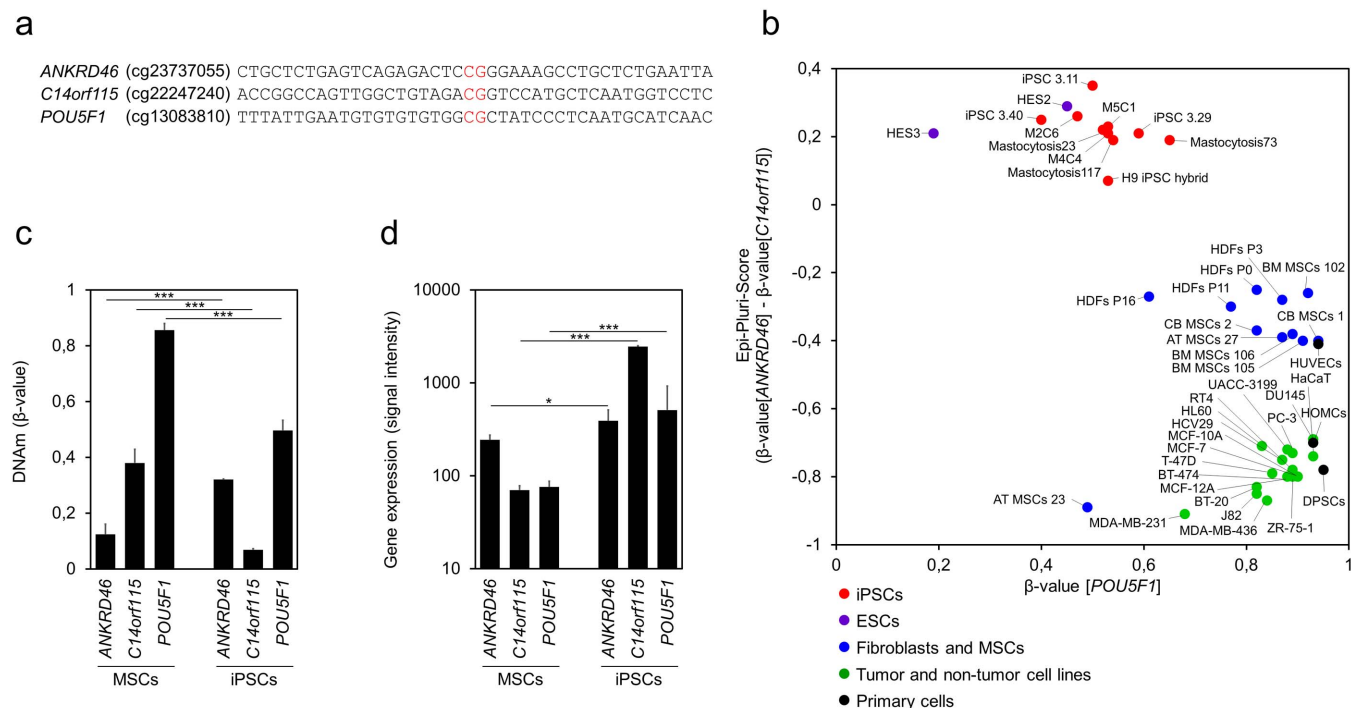 a
ANKRD46 (cg23737055) CTGCTCTGAGTCAGAGACTCCGGGAAAGCCTGCTCTGAATTA
C14orf115 (cg22247240) ACCGGCCAGTTGGCTGTAGACGGTCCATGCTCAATGGTCCTC
POU5F1 (cg13083810) TTTATTGAATGTGTGTGTGGCGCTATCCCTCAATGCATCAAC
b
Epi-Pluri-Score
(β-value[ANKRD46] - β-value[C14orf115])
0,4
0,2
0
-0,2
-0,4
-0,6
-0,8
-1
iPSC 3.11
HES2
M5C1
iPSC 3.40
iPSC 3.29
HES3
M2C6
Mastocytosis23
Mastocytosis73
M4C4
Mastocytosis117
H9 iPSC hybrid
HDFs P3
HDFs P0
BM MSCs 102
HDFs P11
HDFs P16
CB MSCs 1
CB MSCs 2
AT MSCs 27
BM MSCs 106
HUVECs
BM MSCs 105
HaCaT
UACC-3199
DU145
RT4
HOMCs
HL60
PC-3
HCV29
MCF-10A
MCF-7
T-47D
BT-474
MCF-12A
AT MSCs 23
BT-20
DPSCs
MDA-MB-231
J82
MDA-MB-436
ZR-75-1
0
0,2
0,4
0,6
0,8
1
β-value [POU5F1]
iPSCs
ESCs
Fibroblasts and MSCs
Tumor and non-tumor cell lines
Primary cells
c
DNAm (β-value)
1
0,8
0,6
0,4
0,2
0
***
***
***
ANKRD46
C14orf115
POU5F1
ANKRD46
C14orf115
POU5F1
MSCs
iPSCs
d
Gene expression (signal intensity)
10000
1000
100
10
***
***
*
ANKRD46
C14orf115
POU5F1
ANKRD46
C14orf115
POU5F1
MSCs
iPSCs